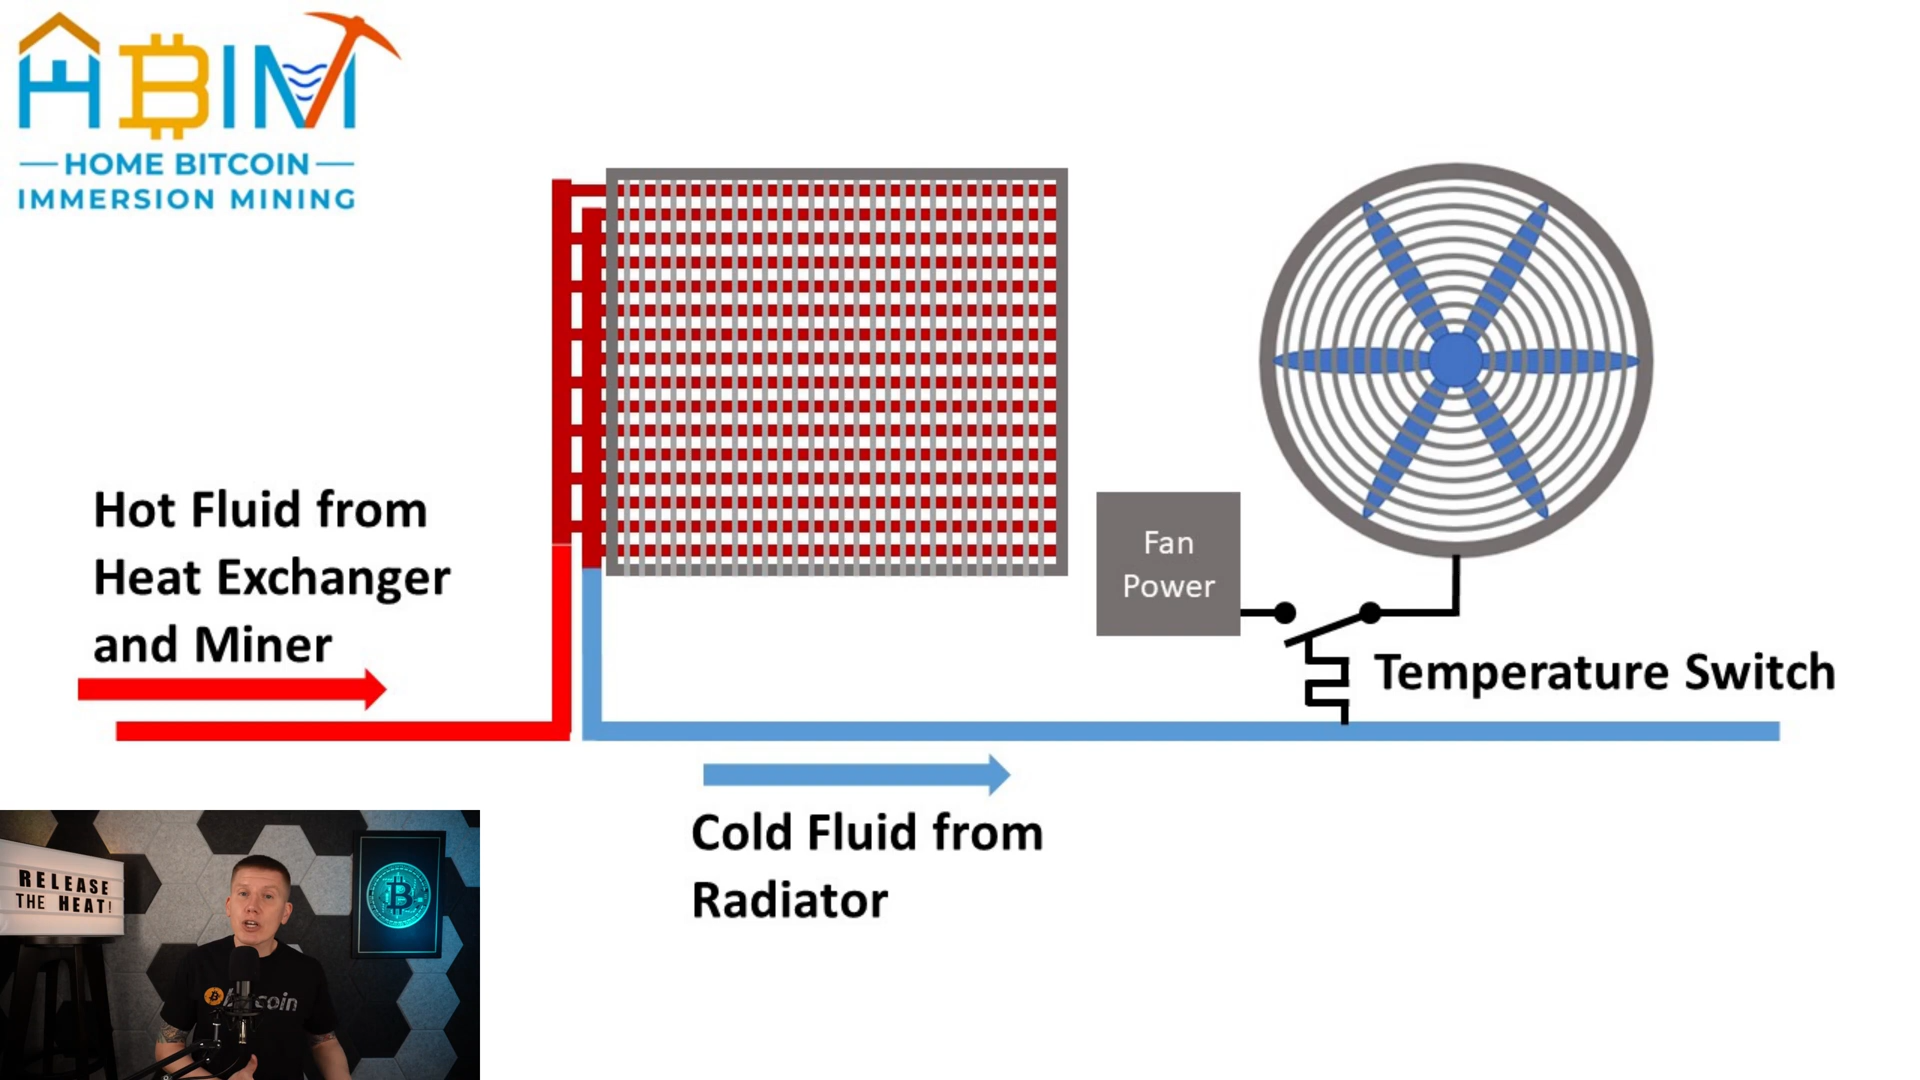 HBIM
HOME BITCOIN
IMMERSION MINING
Hot Fluid from
Heat Exchanger
and Miner
Fan
Power
Temperature Switch
Cold Fluid from
Radiator
RELEASE
THE HEAT!
bitcoin